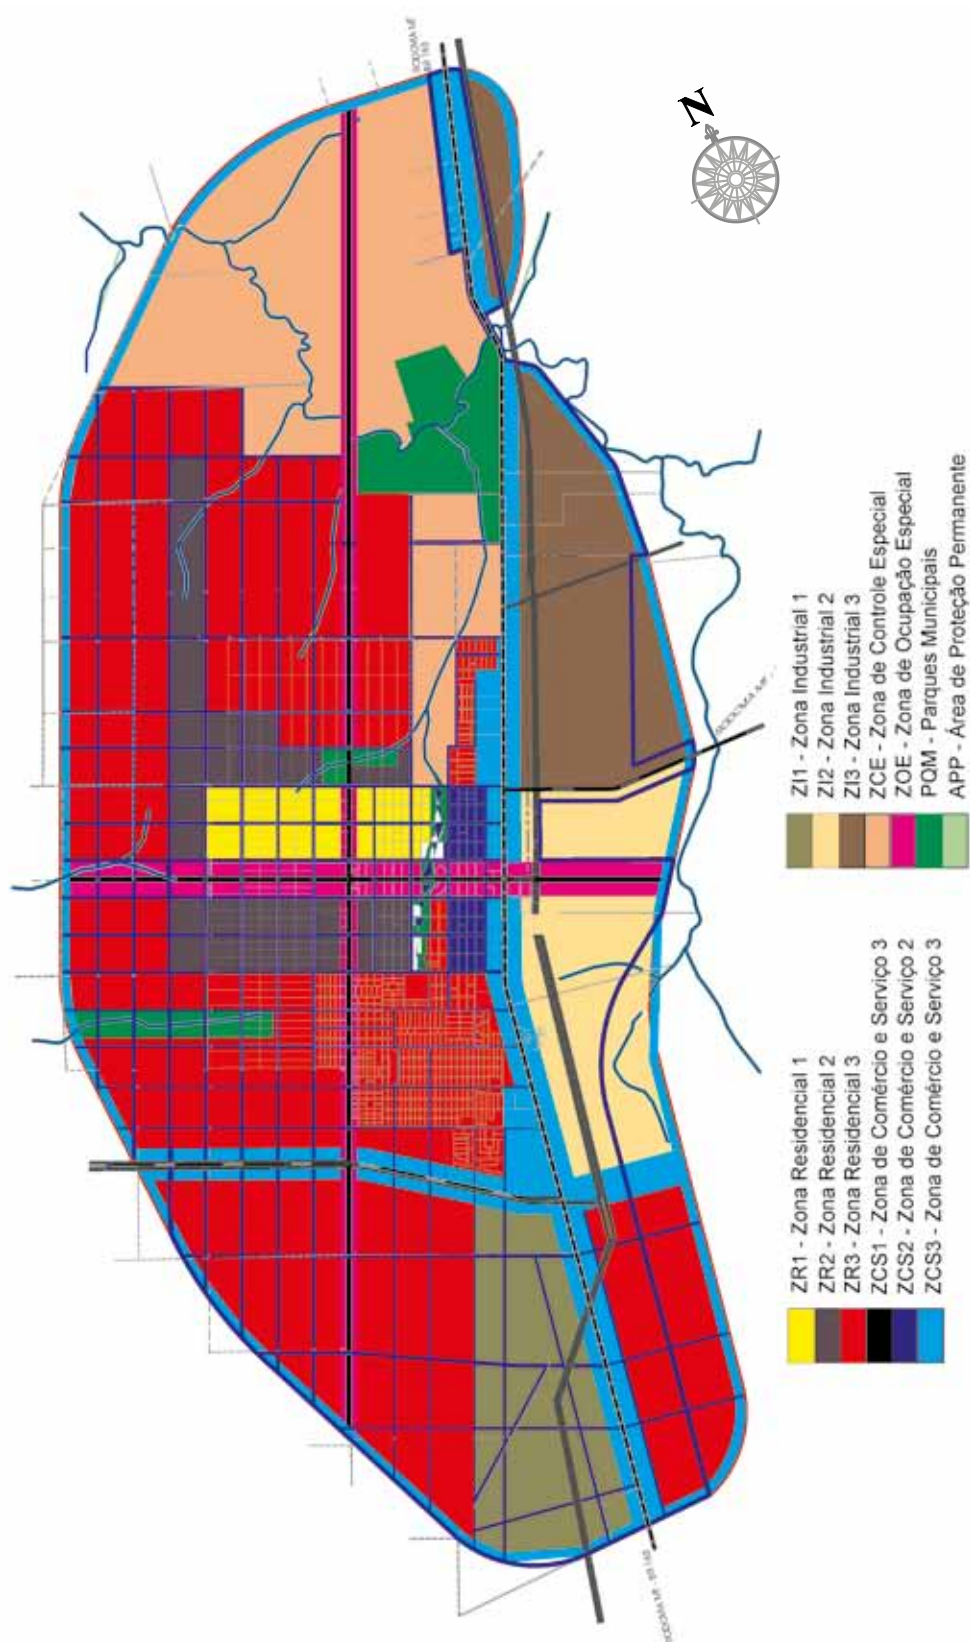 N
ZR1 - Zona Residencial 1
ZR2 - Zona Residencial 2
ZR3 - Zona Residencial 3
ZCS1 - Zona de Comércio e Serviço 3
ZCS2 - Zona de Comércio e Serviço 2
ZCS3 - Zona de Comércio e Serviço 3
ZI1 - Zona Industrial 1
ZI2 - Zona Industrial 2
ZI3 - Zona Industrial 3
ZCE - Zona de Controle Especial
ZOE - Zona de Ocupação Especial
PQM - Parques Municipais
APP - Área de Proteção Permanente